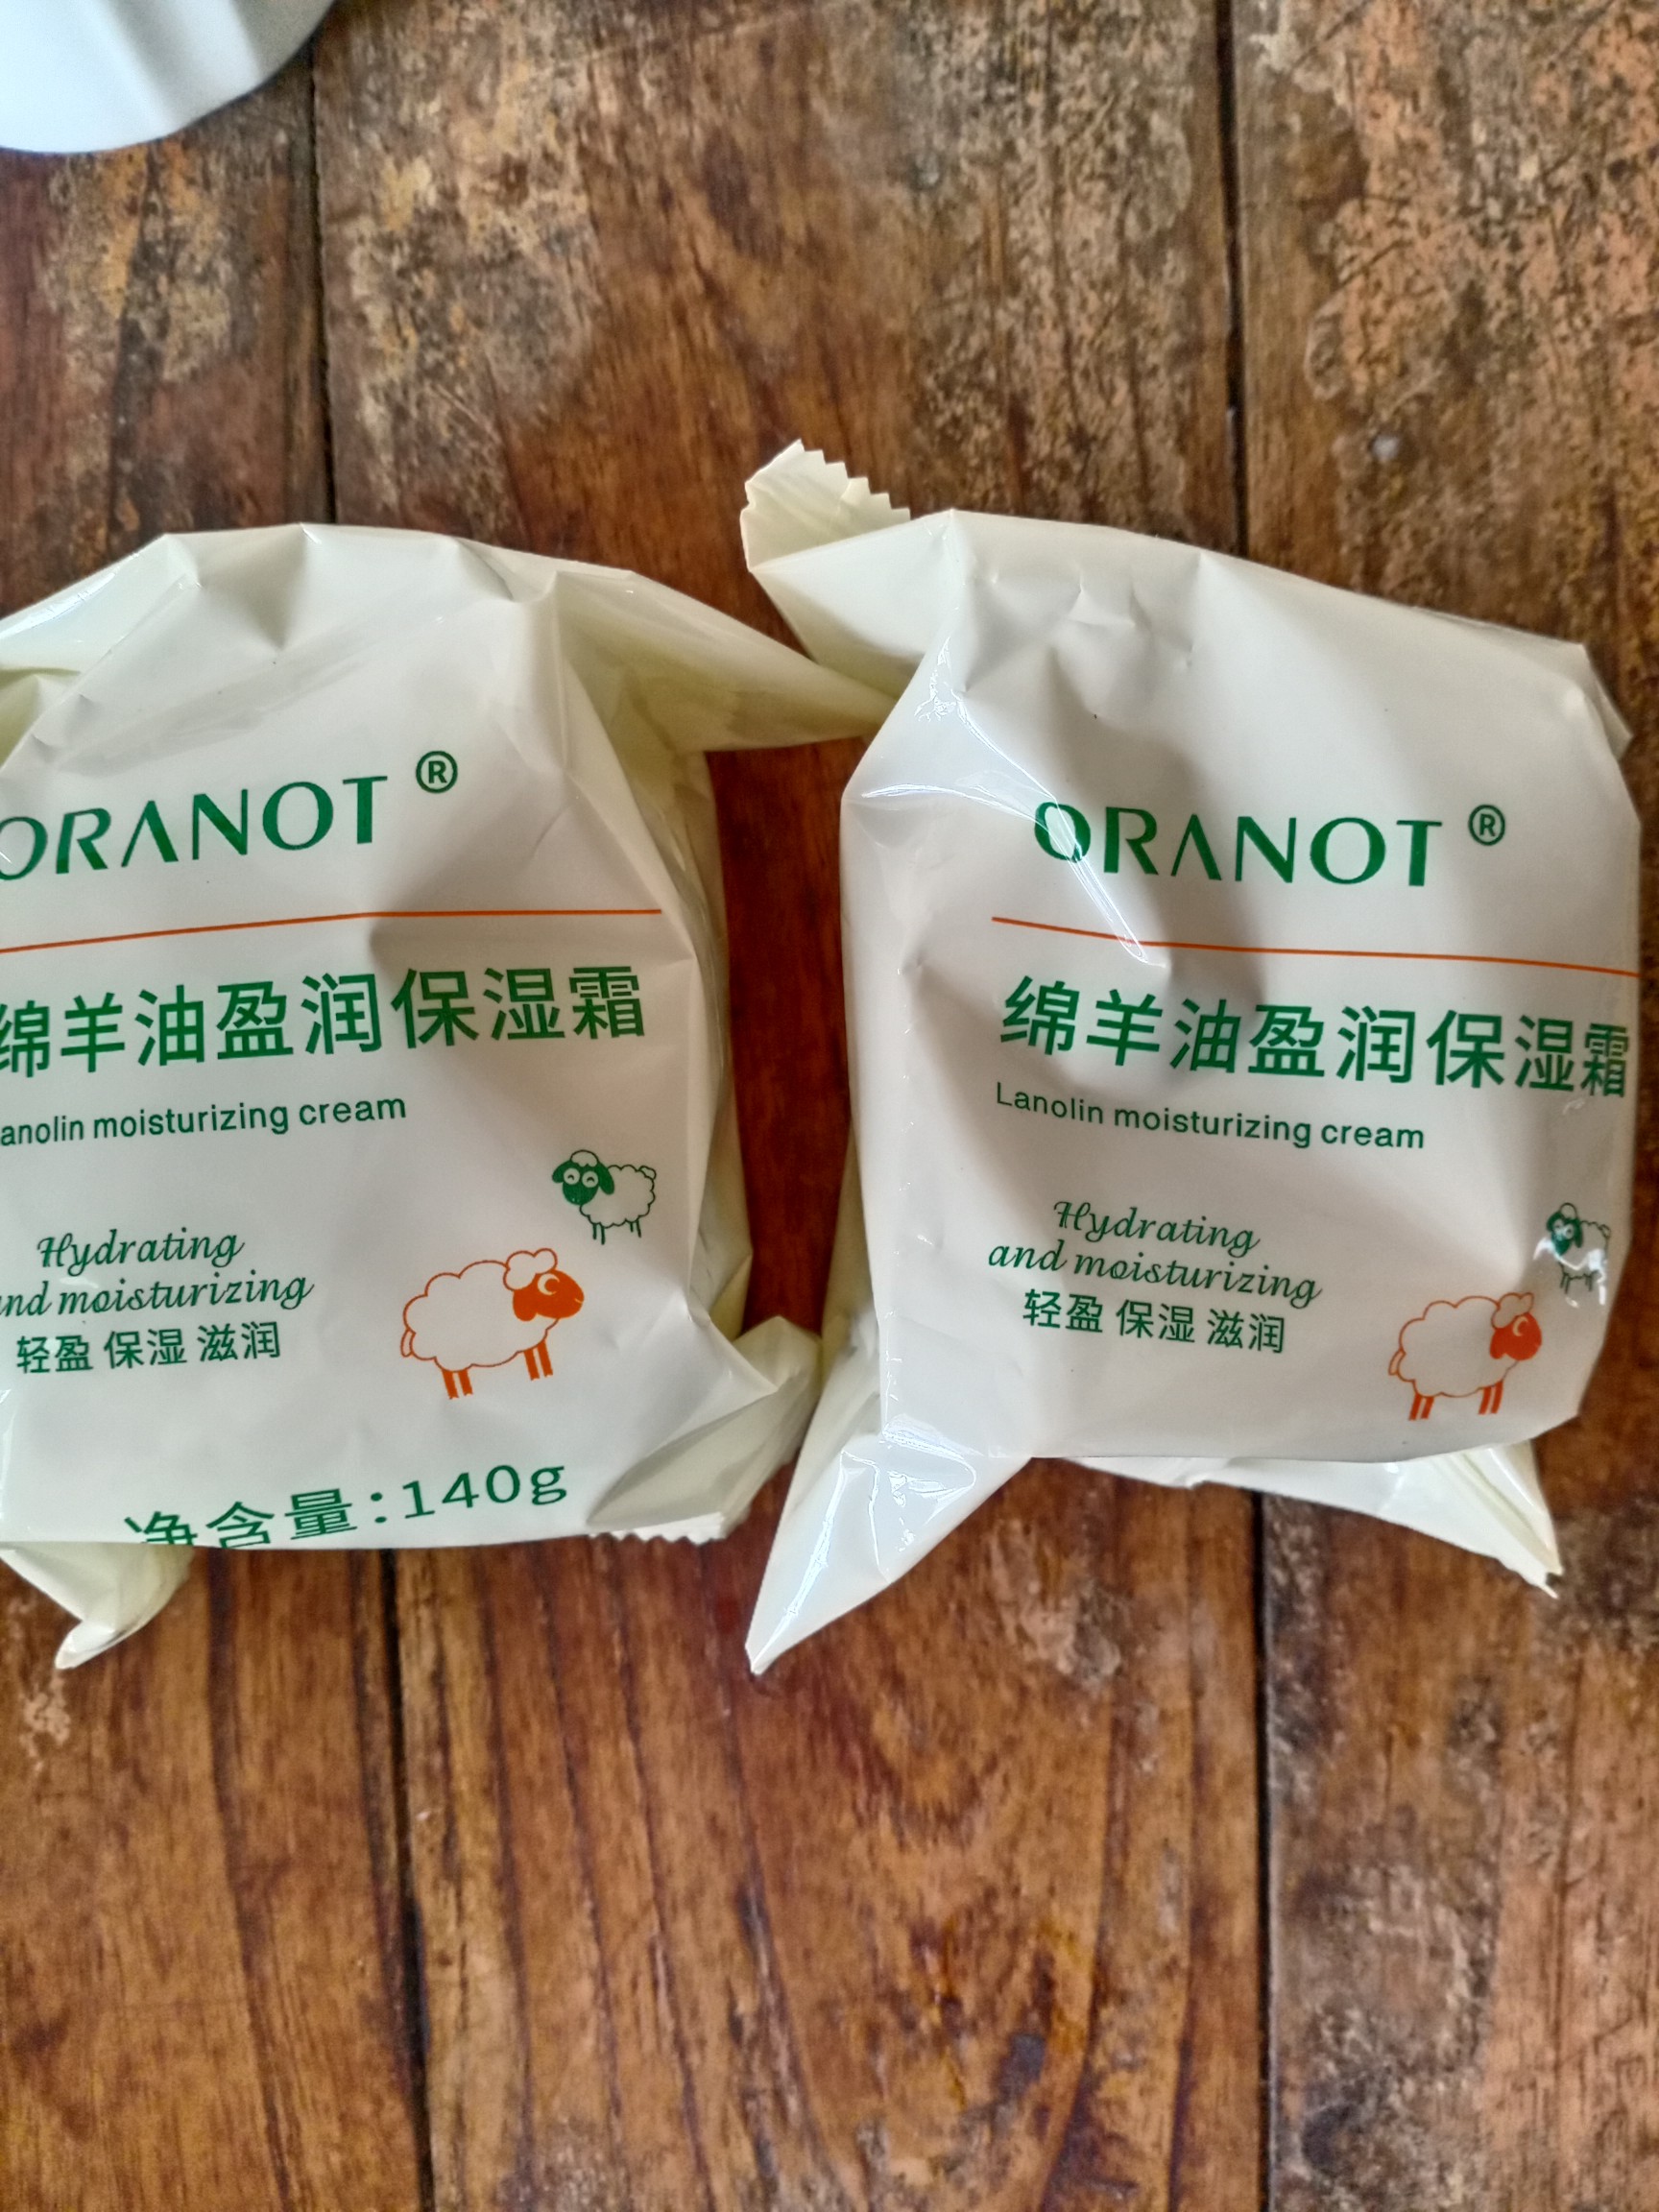 ORANOT®
绵羊油盈润保湿霜
anolin moisturizing cream
Hydrating
and moisturizing
轻盈 保湿 滋润
净含量:140g
ORANOT®
绵羊油盈润保湿霜
Lanolin moisturizing cream
Hydrating
and moisturizing
轻盈 保湿 滋润